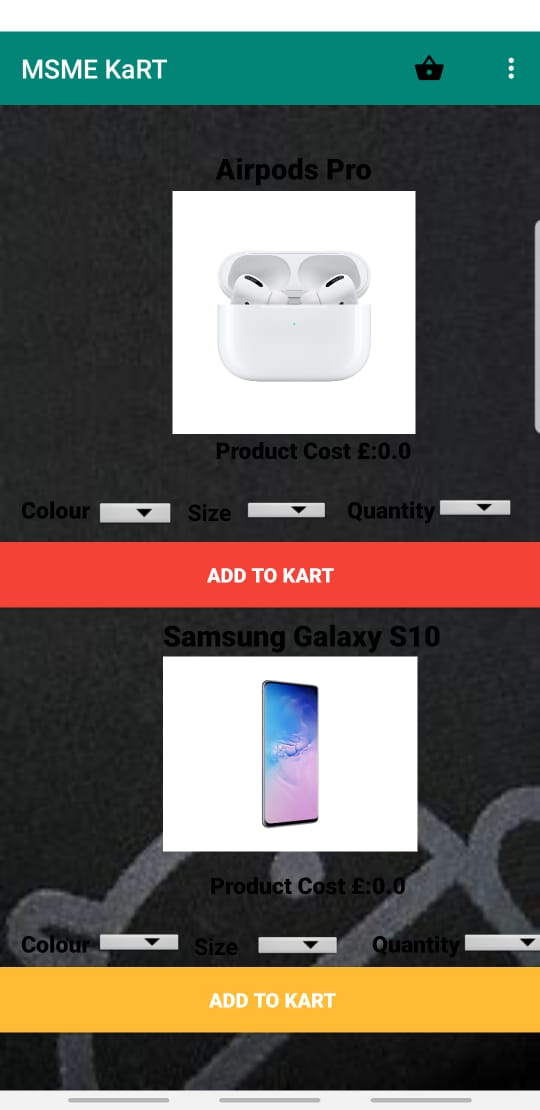 MSME KaRT
Airpods Pro
Product Cost £:0.0
Colour Size Quantity
ADD TO KART
Samsung Galaxy S10
Product Cost £:0.0
Colour Size Quantity
ADD TO KART